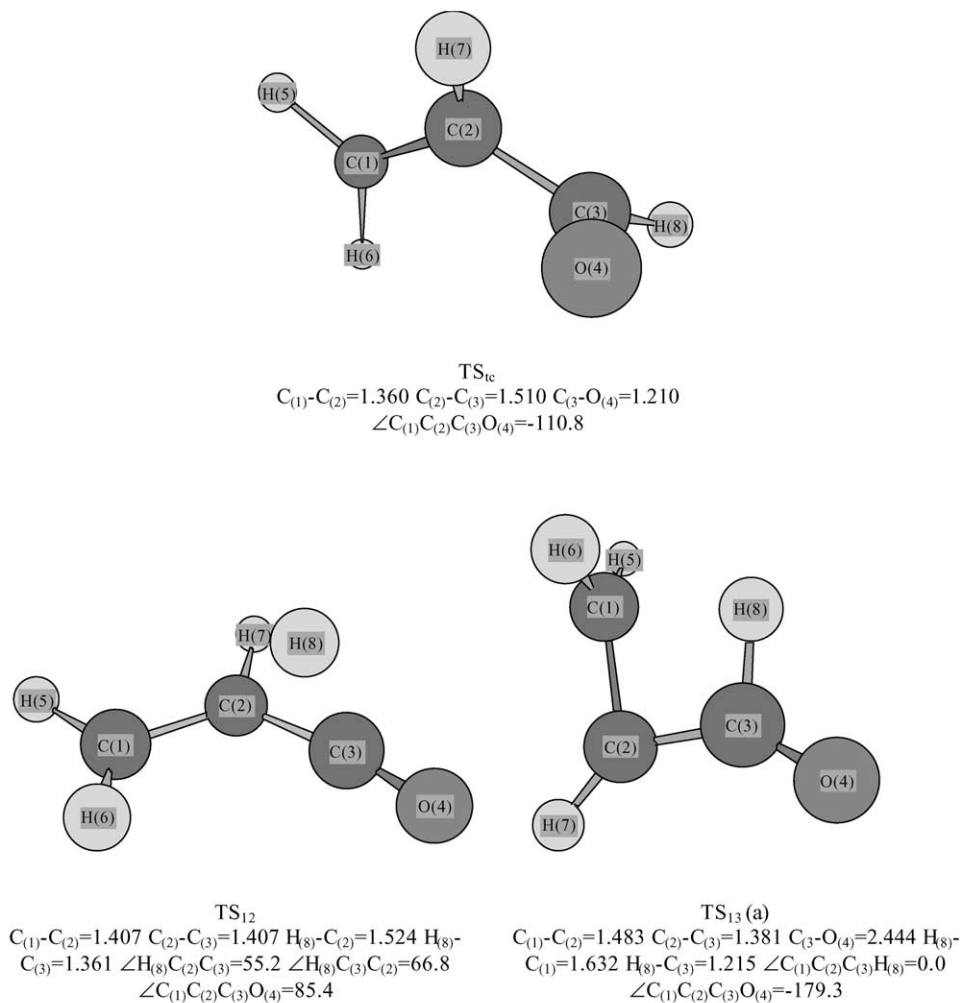 H(7)
H(5)
C(2)
C(1)
C(3)
H(8)
H(6)
O(4)
TStc
C(1)-C(2)=1.360 C(2)-C(3)=1.510 C(3-O(4)=1.210
∠C(1)C(2)C(3)O(4)=-110.8
H(7)
H(8)
H(5)
C(2)
C(1)
C(3)
H(6)
O(4)
TS12
C(1)-C(2)=1.407 C(2)-C(3)=1.407 H(8)-C(2)=1.524 H(8)-
C(3)=1.361 ∠H(8)C(2)C(3)=55.2 ∠H(8)C(3)C(2)=66.8
∠C(1)C(2)C(3)O(4)=85.4
H(6)
H(5)
C(1)
H(8)
C(3)
C(2)
O(4)
H(7)
TS13 (a)
C(1)-C(2)=1.483 C(2)-C(3)=1.381 C(3-O(4)=2.444 H(8)-
C(1)=1.632 H(8)-C(3)=1.215 ∠C(1)C(2)C(3)H(8)=0.0
∠C(1)C(2)C(3)O(4)=-179.3